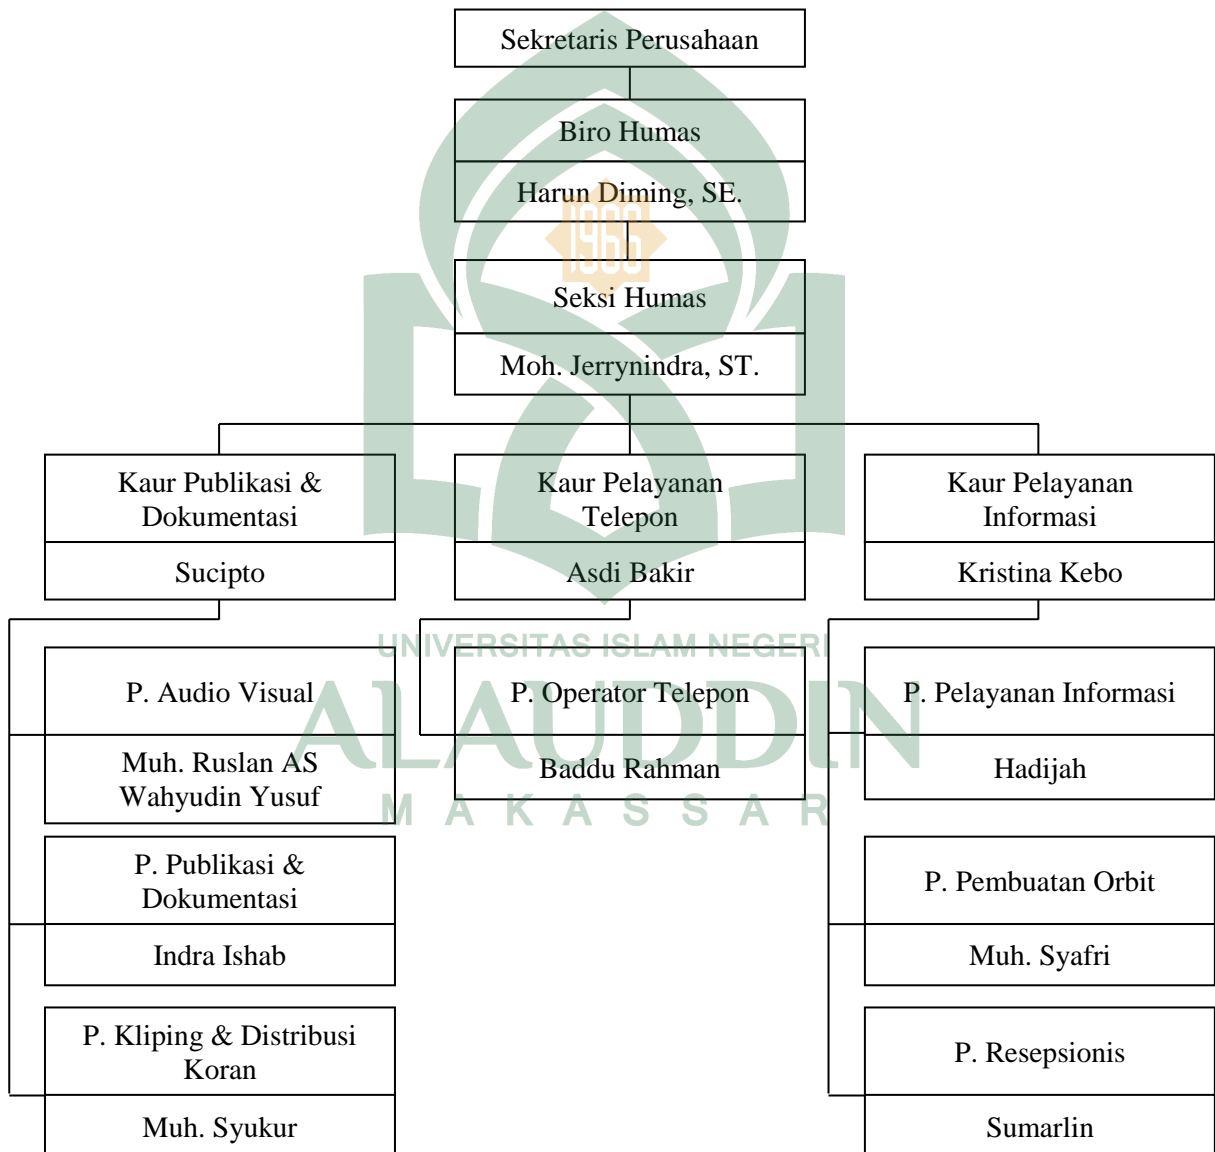 Sekretaris Perusahaan
Biro Humas
Harun Diming, SE.
1965
Seksi Humas
Moh. Jerrynindra, ST.
Kaur Publikasi &
Dokumentasi
Sucipto
Kaur Pelayanan
Telepon
Asdi Bakir
Kaur Pelayanan
Informasi
Kristina Kebo
UNIVERSITAS ISLAM NEGERI
ALAUDDIN
MAKASSAR
P. Audio Visual
Muh. Ruslan AS
Wahyudin Yusuf
P. Publikasi &
Dokumentasi
Indra Ishab
P. Kliping & Distribusi
Koran
Muh. Syukur
P. Operator Telepon
Baddu Rahman
P. Pelayanan Informasi
Hadijah
P. Pembuatan Orbit
Muh. Syafri
P. Resepsionis
Sumarlin